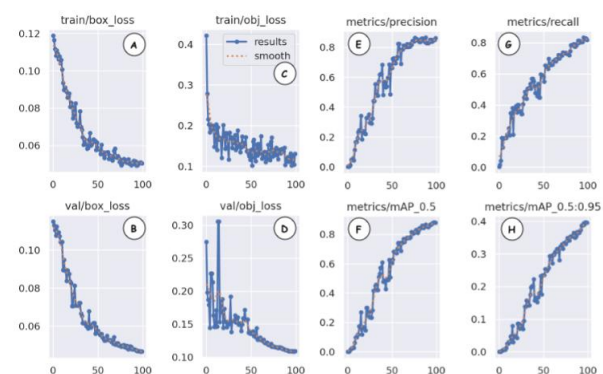 train/box_loss
train/obj_loss
metrics/precision
metrics/recall
0.12
0.10
0.08
0.06
0 50 100
A
0.4
0.3
0.2
0.1
0 50 100
results
smooth
C
0.8
0.6
0.4
0.2
0.0
0 50 100
E
0.8
0.6
0.4
0.2
0.0
0 50 100
G
val/box_loss
val/obj_loss
metrics/mAP_0.5
metrics/mAP_0.5:0.95
0.10
0.08
0.06
0 50 100
B
0.30
0.25
0.20
0.15
0.10
0 50 100
D
0.8
0.6
0.4
0.2
0.0
0 50 100
F
0.4
0.3
0.2
0.1
0.0
0 50 100
H